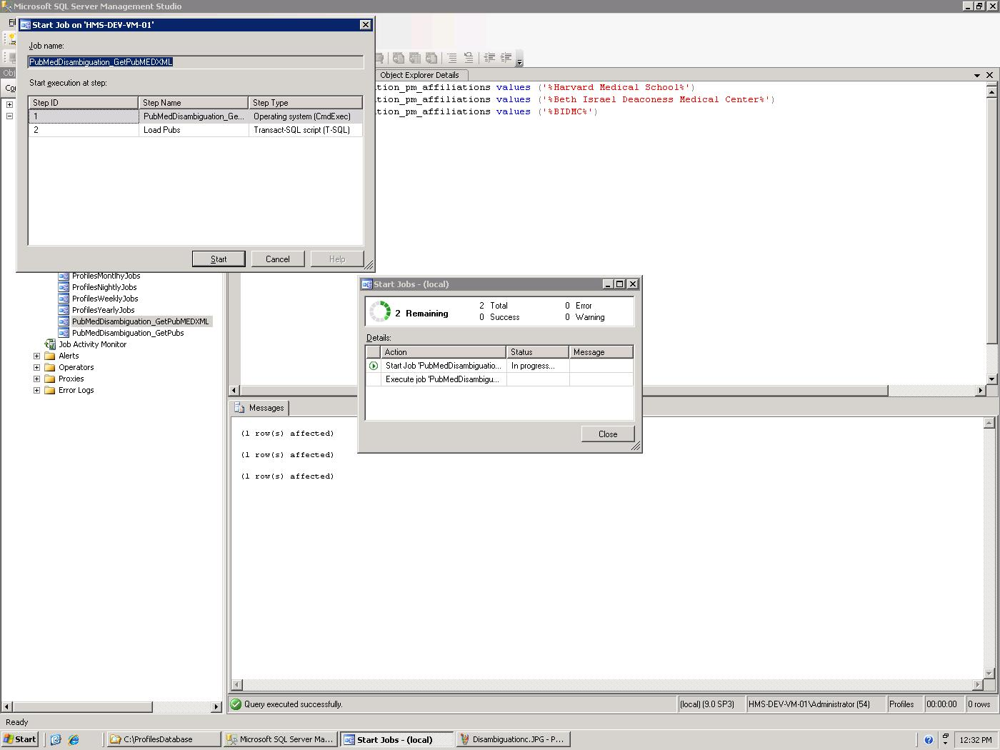 Microsoft SQL Server Management Studio
Start Job on 'HMS-DEV-VM-01'
Job name:
PubMedDisambiguation_GetPubMEDXML
Start execution at step:
Step ID Step Name Step Type
1 PubMedDisambiguation_Ge... Operating system (CmdExec)
2 Load Pubs Transact-SQL script (T-SQL)
Start Cancel Help
Object Explorer Details
tion_pm_affiliations values ('%Harvard Medical School%')
tion_pm_affiliations values ('%Beth Israel Deaconess Medical Center%')
tion_pm_affiliations values ('%BIDMC%')
ProfilesMontlhyJobs
ProfilesNightlyJobs
ProfilesWeeklyJobs
ProfilesYearlyJobs
PubMedDisambiguation_GetPubMEDXML
PubMedDisambiguation_GetPubs
Job Activity Monitor
Alerts
Operators
Proxies
Error Logs
Start Jobs - (local)
2 Remaining
2 Total 0 Error
0 Success 0 Warning
Details:
Action Status Message
Start Job 'PubMedDisambiguatio... In progress...
Execute job 'PubMedDisambigu...
Close
Messages
(1 row(s) affected)
(1 row(s) affected)
(1 row(s) affected)
Query executed successfully. (local) (9.0 SP3) HMS-DEV-VM-01\Administrator (54) Profiles 00:00:00 0 rows
Ready
Start C:\ProfilesDatabase Microsoft SQL Server Ma... Start Jobs - (local) Disambiguationc.JPG - P... 12:32 PM